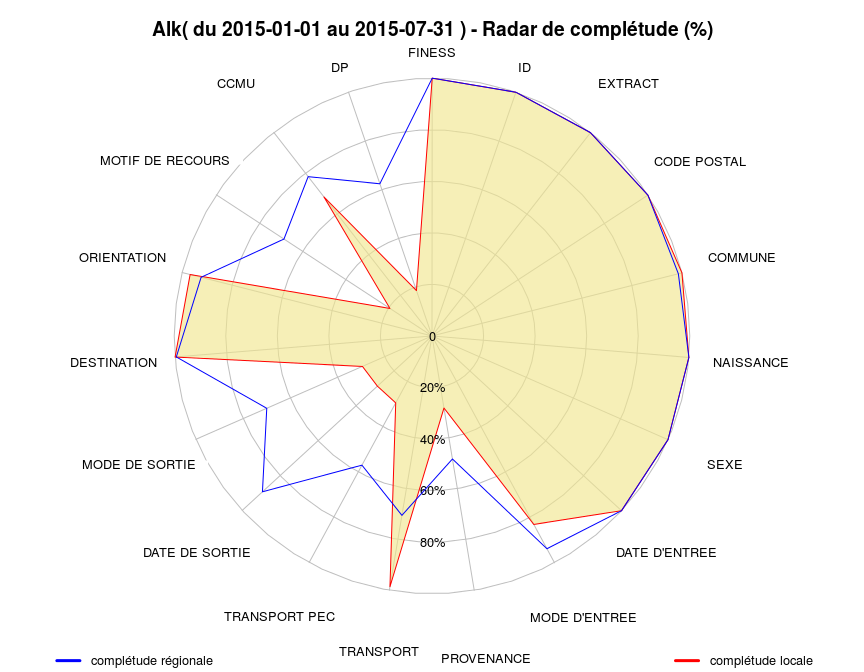 Alk( du 2015-01-01 au 2015-07-31 ) - Radar de complétude (%)
FINESS
DP
ID
CCMU
EXTRACT
MOTIF DE RECOURS
CODE POSTAL
ORIENTATION
COMMUNE
0
DESTINATION
NAISSANCE
20%
40%
MODE DE SORTIE
SEXE
60%
80%
DATE DE SORTIE
DATE D'ENTREE
TRANSPORT PEC
MODE D'ENTREE
TRANSPORT
PROVENANCE
complétude régionale
complétude locale